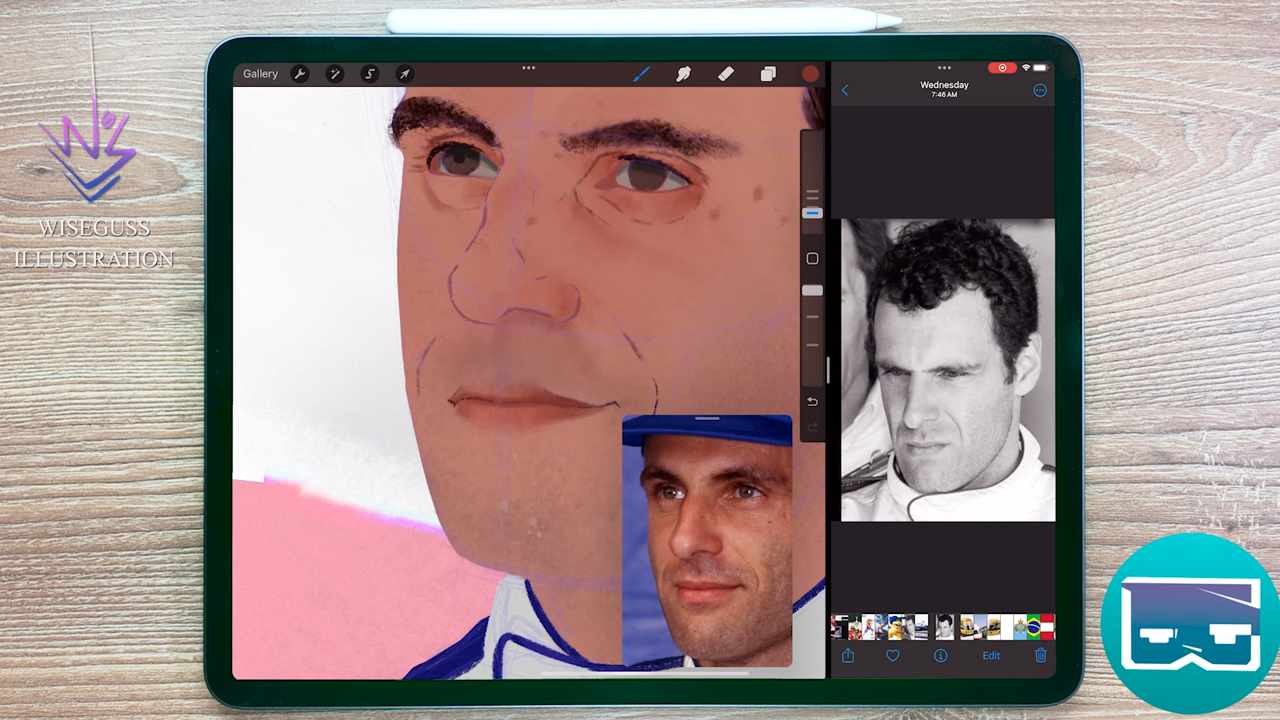 Gallery
Wednesday
7:46 AM
WISEGUSS
ILLUSTRATION
Edit